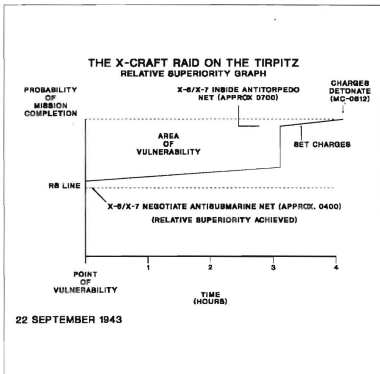 THE X-CRAFT RAID ON THE TIRPITZ
RELATIVE SUPERIORITY GRAPH
PROBABILITY
OF
MISSION
COMPLETION
X-6/X-7 INSIDE ANTITORPEDO
NET (APPROX 0700)
CHARGES
DETONATE
(MC-0812)
AREA
OF
VULNERABILITY
SET CHARGES
RS LINE
X-6/X-7 NEGOTIATE ANTISUBMARINE NET (APPROX. 0400)
(RELATIVE SUPERIORITY ACHIEVED)
POINT
OF
VULNERABILITY
1
2
3
4
TIME
(HOURS)
22 SEPTEMBER 1943